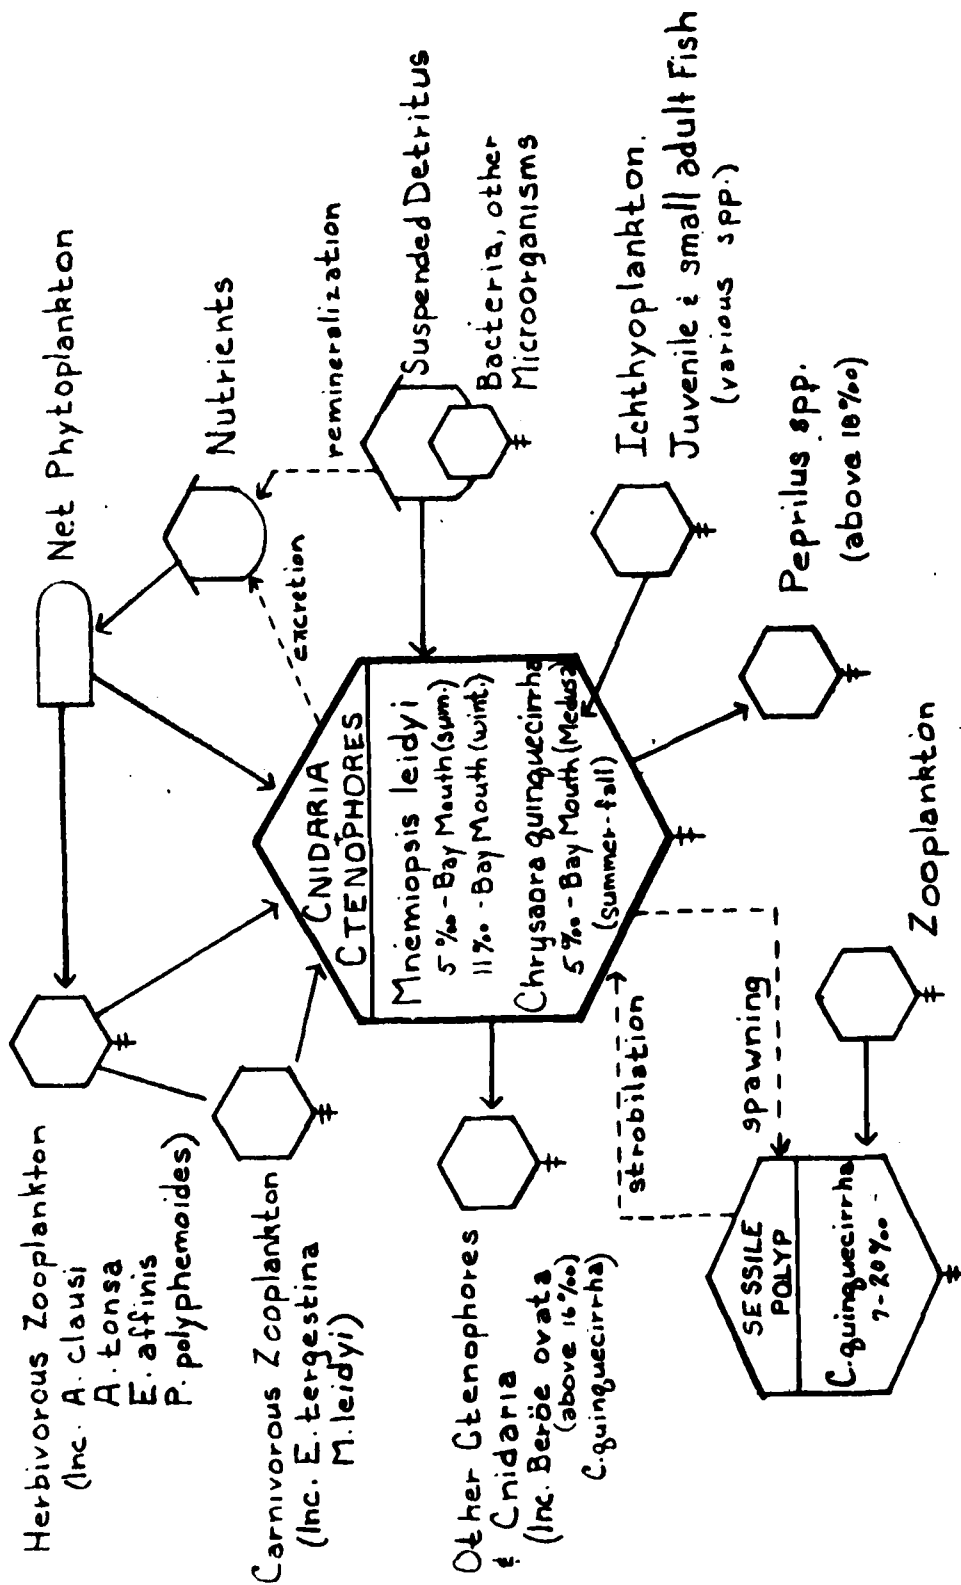 Net Phytoplankton
Nutrients
remineralization
excretion
Suspended Detritus
Bacteria, other
Microorganisms
Ichthyoplankton.
Juvenile & small adult Fish
(various spp.)
Peprilus spp.
(above 18‰)
Herbivorous Zooplankton
(Inc. A. clausi
A. tonsa
E. affinis
P. polyphemoides)
Carnivorous Zooplankton
(Inc. E. tergestina
M. leidyi)
CNIDARIA
+
CTENOPHORES
Mnemiopsis leidyi
5‰ - Bay Mouth (sum.)
11‰ - Bay Mouth (wint.)
Chrysaora quinquecirrha
5‰ - Bay Mouth (Medusa)
(summer-fall)
Other Ctenophores
& Cnidaria
(Inc. Beröe ovata
(above 16‰)
C. quinquecirrha)
strobilation
spawning
SESSILE
POLYP
C. quinquecirrha
7-20‰
Zooplankton